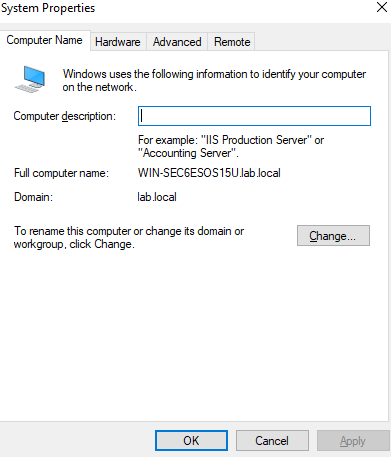 System Properties
Computer Name
Hardware
Advanced
Remote
Windows uses the following information to identify your computer
on the network.
Computer description:
For example: "IIS Production Server" or
"Accounting Server".
Full computer name:
WIN-SEC6ESOS15U.lab.local
Domain:
lab.local
To rename this computer or change its domain or
workgroup, click Change.
Change...
OK
Cancel
Apply